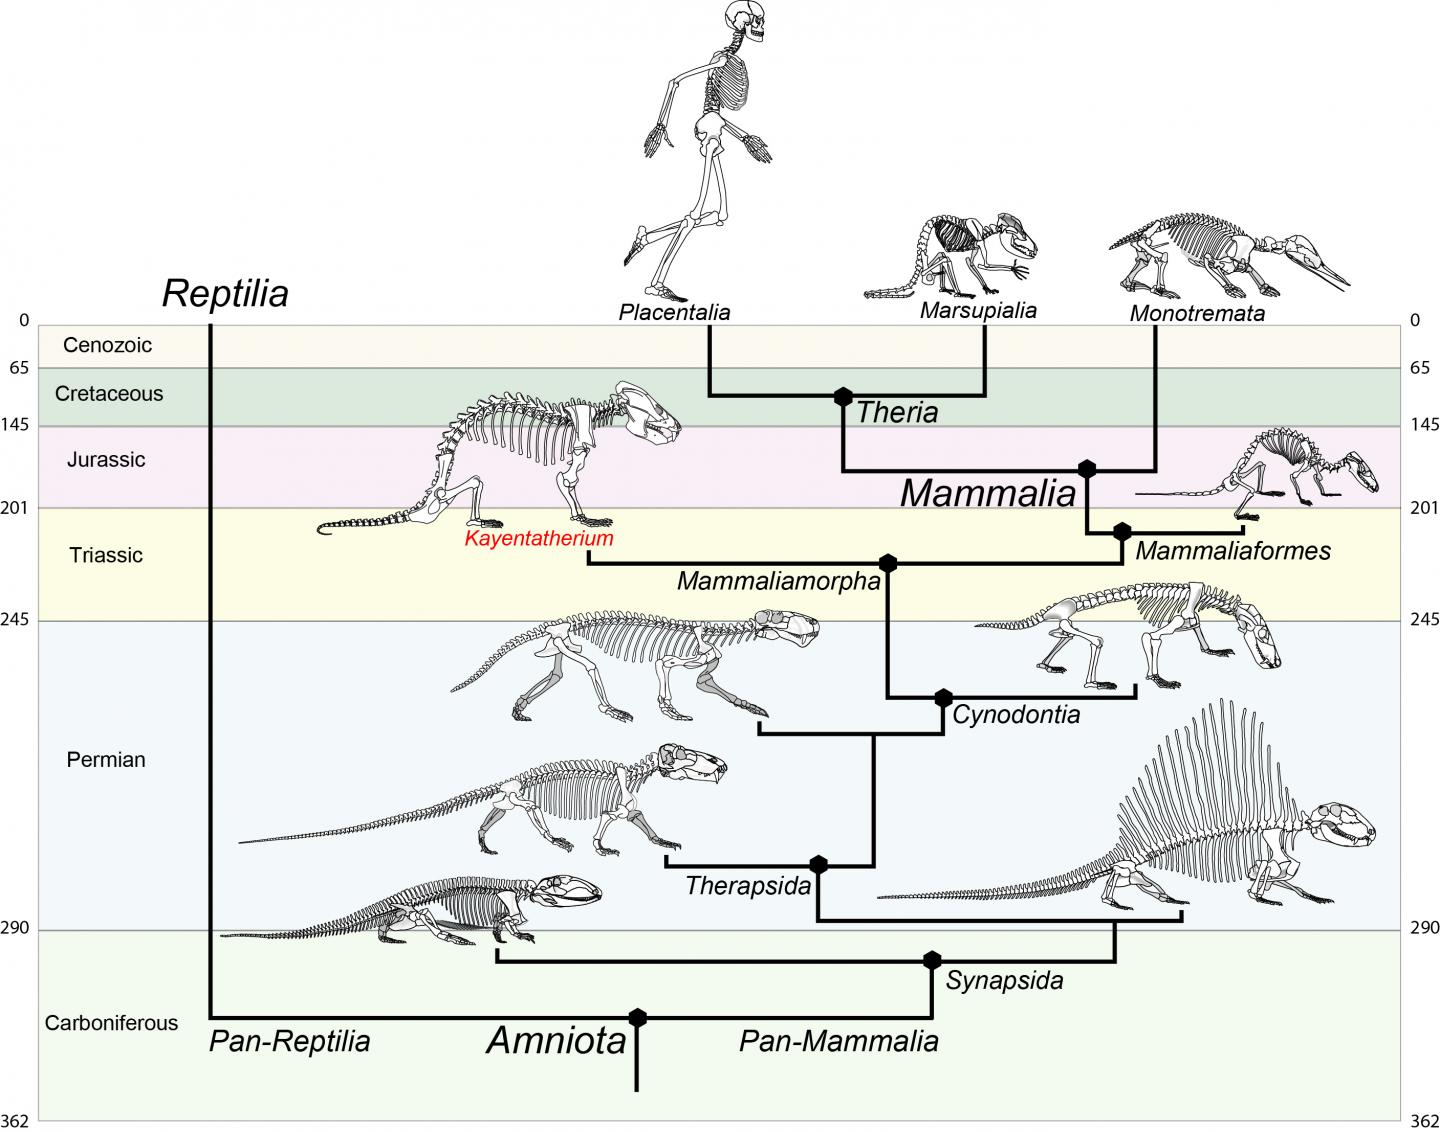 Reptilia
Placentalia
Marsupialia
Monotremata
0
0
Cenozoic
65
65
Cretaceous
Theria
145
145
Jurassic
Mammalia
201
201
Kayentatherium
Triassic
Mammaliaformes
Mammaliamorpha
245
245
Cynodontia
Permian
Therapsida
290
290
Synapsida
Carboniferous
Pan-Reptilia
Amniota
Pan-Mammalia
362
362